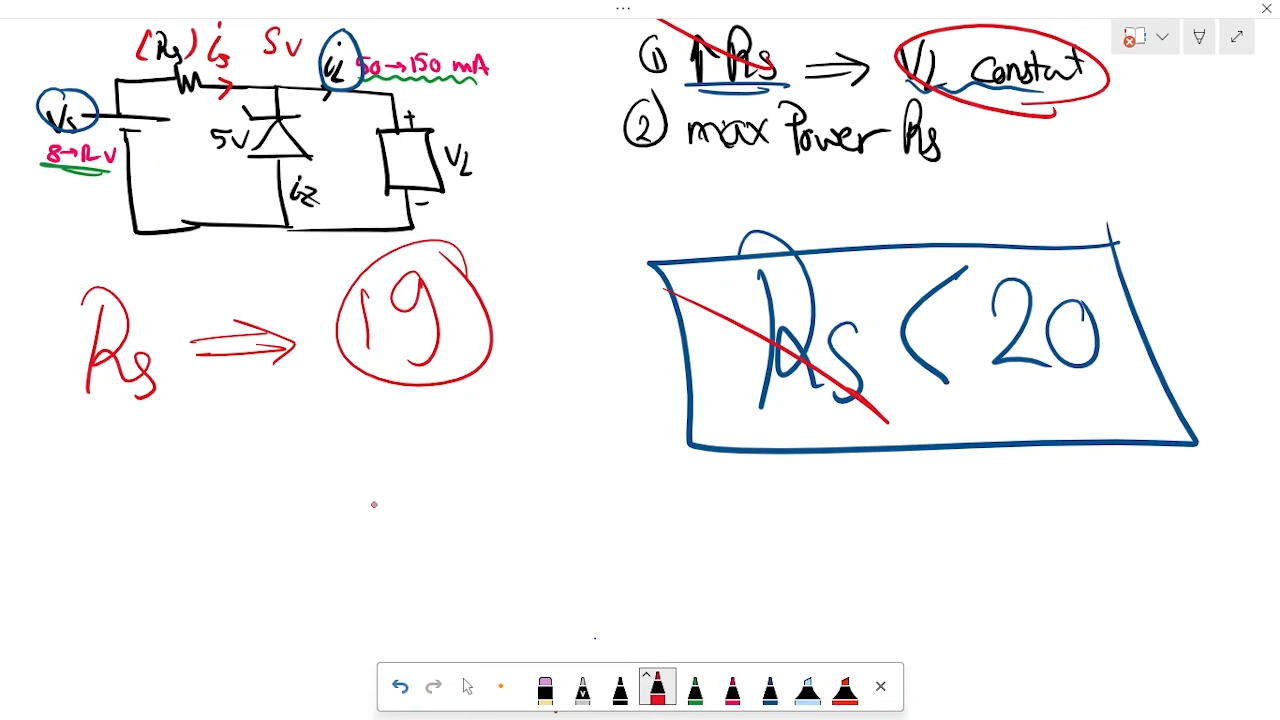 (Rs) is 5v iL 50→150 mA
Vs
8→12 v
5V
iz
+
VL
-
① ↑ Rs ⇒ VL constant
② max Power Rs
Rs ⇒ 19
Rs < 20